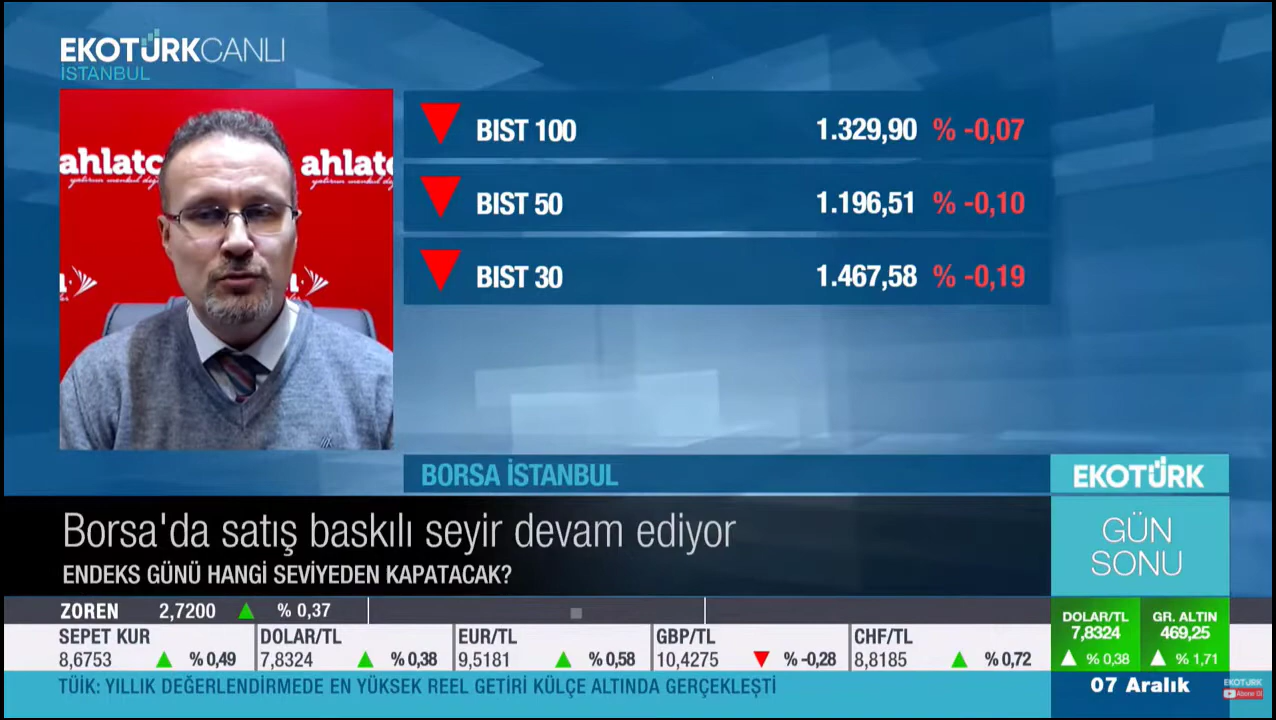 EKOTÜRK CANLI
İSTANBUL
ahlatc
ahlatc
BIST 100 1.329,90 % -0,07
BIST 50 1.196,51 % -0,10
BIST 30 1.467,58 % -0,19
BORSA İSTANBUL
EKOTÜRK
Borsa'da satış baskılı seyir devam ediyor
ENDEKS GÜNÜ HANGİ SEVİYEDEN KAPATACAK?
GÜN
SONU
ZOREN 2,7200 % 0,37
SEPET KUR
8,6753 % 0,49
DOLAR/TL
7,8324 % 0,38
EUR/TL
9,5181 % 0,58
GBP/TL
10,4275 % -0,28
CHF/TL
8,8185 % 0,72
DOLAR/TL
7,8324
% 0,38
GR. ALTIN
469,25
% 1,71
TÜİK: YILLIK DEĞERLENDİRMEDE EN YÜKSEK REEL GETİRİ KÜLÇE ALTINDA GERÇEKLEŞTİ
07 Aralık
EKOTÜRK
Abone Ol